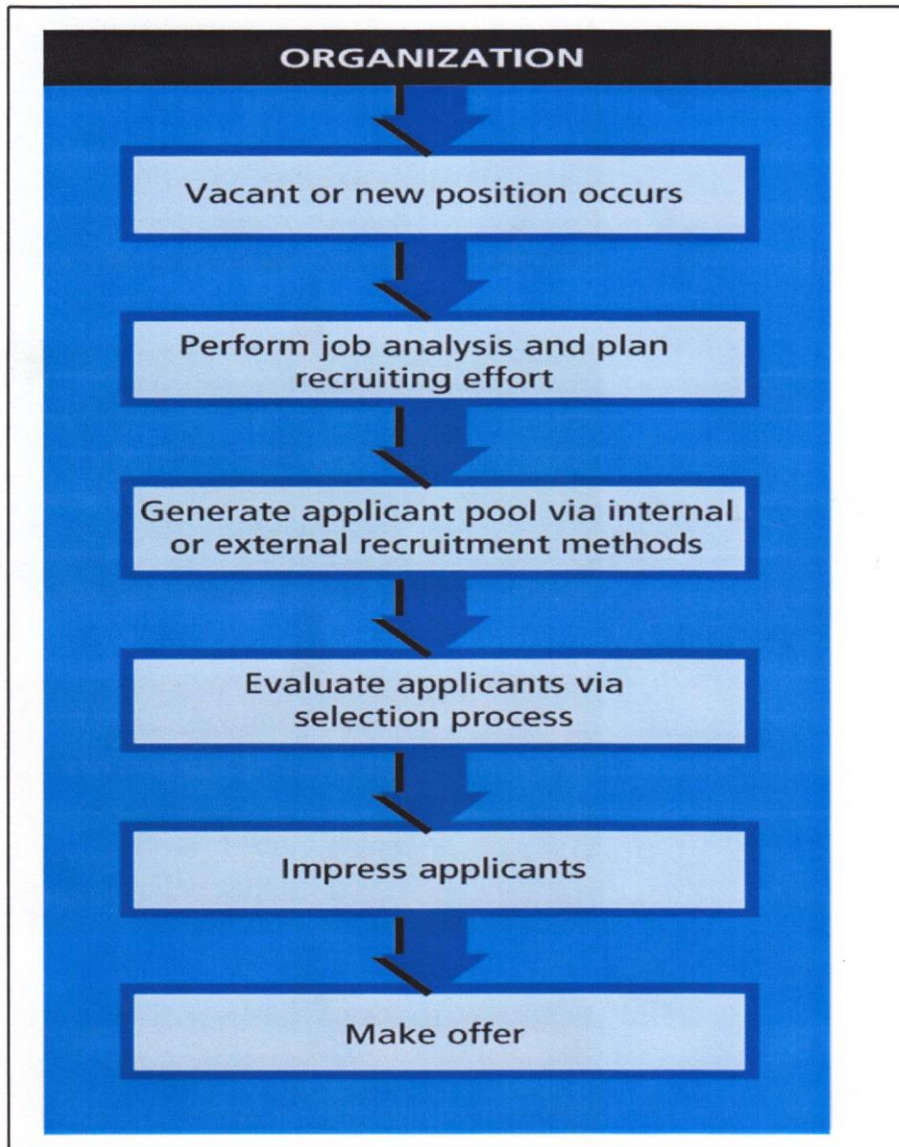 ORGANIZATION
Vacant or new position occurs
Perform job analysis and plan
recruiting effort
Generate applicant pool via internal
or external recruitment methods
Evaluate applicants via
selection process
Impress applicants
Make offer